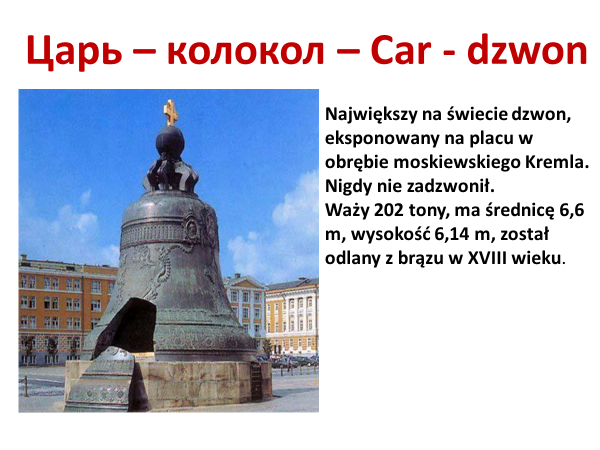 Царь – колокол – Car - dzwon
Największy na świecie dzwon,
eksponowany na placu w
obrębie moskiewskiego Kremla.
Nigdy nie zadzwonił.
Waży 202 tony, ma średnicę 6,6
m, wysokość 6,14 m, został
odlany z brązu w XVIII wieku.